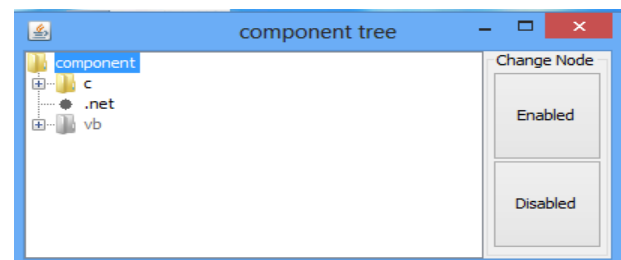 component tree
component
c
.net
vb
Change Node
Enabled
Disabled